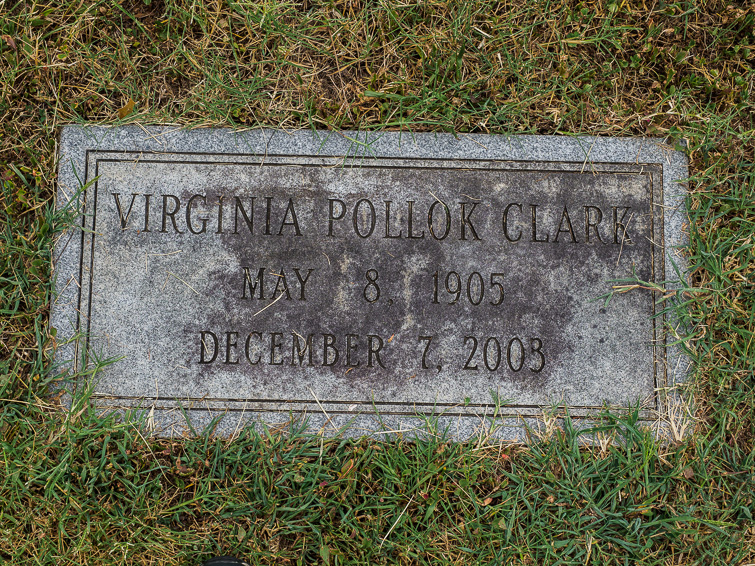 VIRGINIA POLLOK CLARK
MAY 8, 1905
DECEMBER 7, 2003